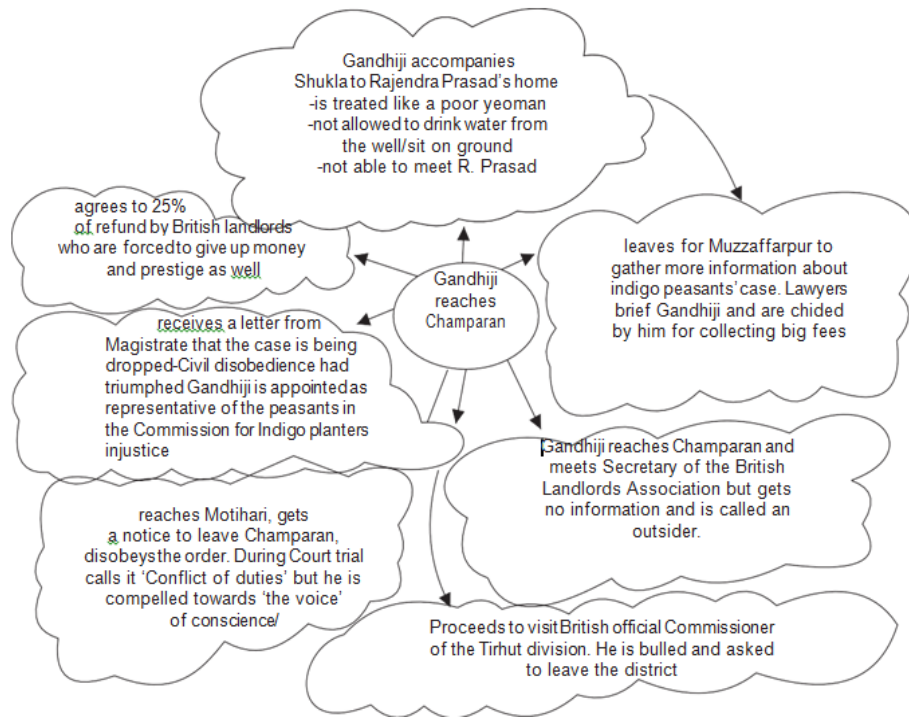 Gandhiji accompanies
Shukla to Rajendra Prasad's home
-is treated like a poor yeoman
-not allowed to drink water from
the well/sit on ground
-not able to meet R. Prasad
agrees to 25%
of refund by British landlords
who are forced to give up money
and prestige as well
Gandhiji
reaches
Champaran
leaves for Muzzaffarpur to
gather more information about
indigo peasants' case. Lawyers
brief Gandhiji and are chided
by him for collecting big fees
receives a letter from
Magistrate that the case is being
dropped-Civil disobedience had
triumphed Gandhiji is appointed as
representative of the peasants in
the Commission for Indigo planters
injustice
Gandhiji reaches Champaran and
meets Secretary of the British
Landlords Association but gets
no information and is called an
outsider.
reaches Motihari, gets
a notice to leave Champaran,
disobeysthe order. During Court trial
calls it 'Conflict of duties' but he is
compelled towards 'the voice'
of conscience/
Proceeds to visit British official Commissioner
of the Tirhut division. He is bulled and asked
to leave the district